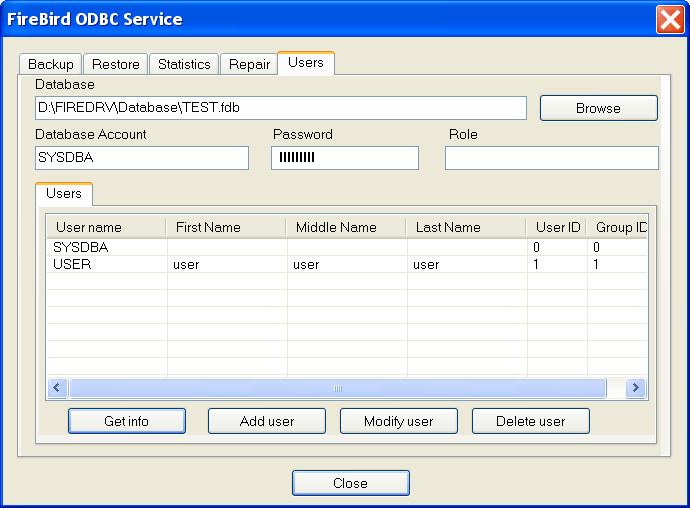 FireBird ODBC Service
Backup Restore Statistics Repair Users
Database
D:\FIREDRV\Database\TEST.fdb Browse
Database Account Password Role
SYSDBA
Users
User name First Name Middle Name Last Name User ID Group ID
SYSDBA 0 0
USER user user user 1 1
Get info Add user Modify user Delete user
Close